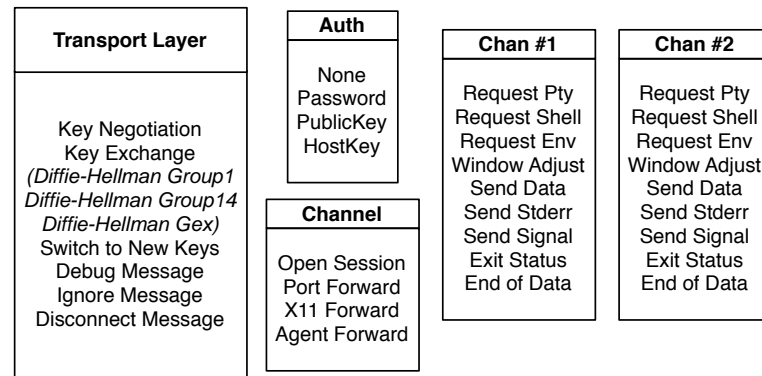 Transport Layer
Key Negotiation
Key Exchange
(Diffie-Hellman Group1
Diffie-Hellman Group14
Diffie-Hellman Gex)
Switch to New Keys
Debug Message
Ignore Message
Disconnect Message
Auth
None
Password
PublicKey
HostKey
Channel
Open Session
Port Forward
X11 Forward
Agent Forward
Chan #1
Request Pty
Request Shell
Request Env
Window Adjust
Send Data
Send Stderr
Send Signal
Exit Status
End of Data
Chan #2
Request Pty
Request Shell
Request Env
Window Adjust
Send Data
Send Stderr
Send Signal
Exit Status
End of Data